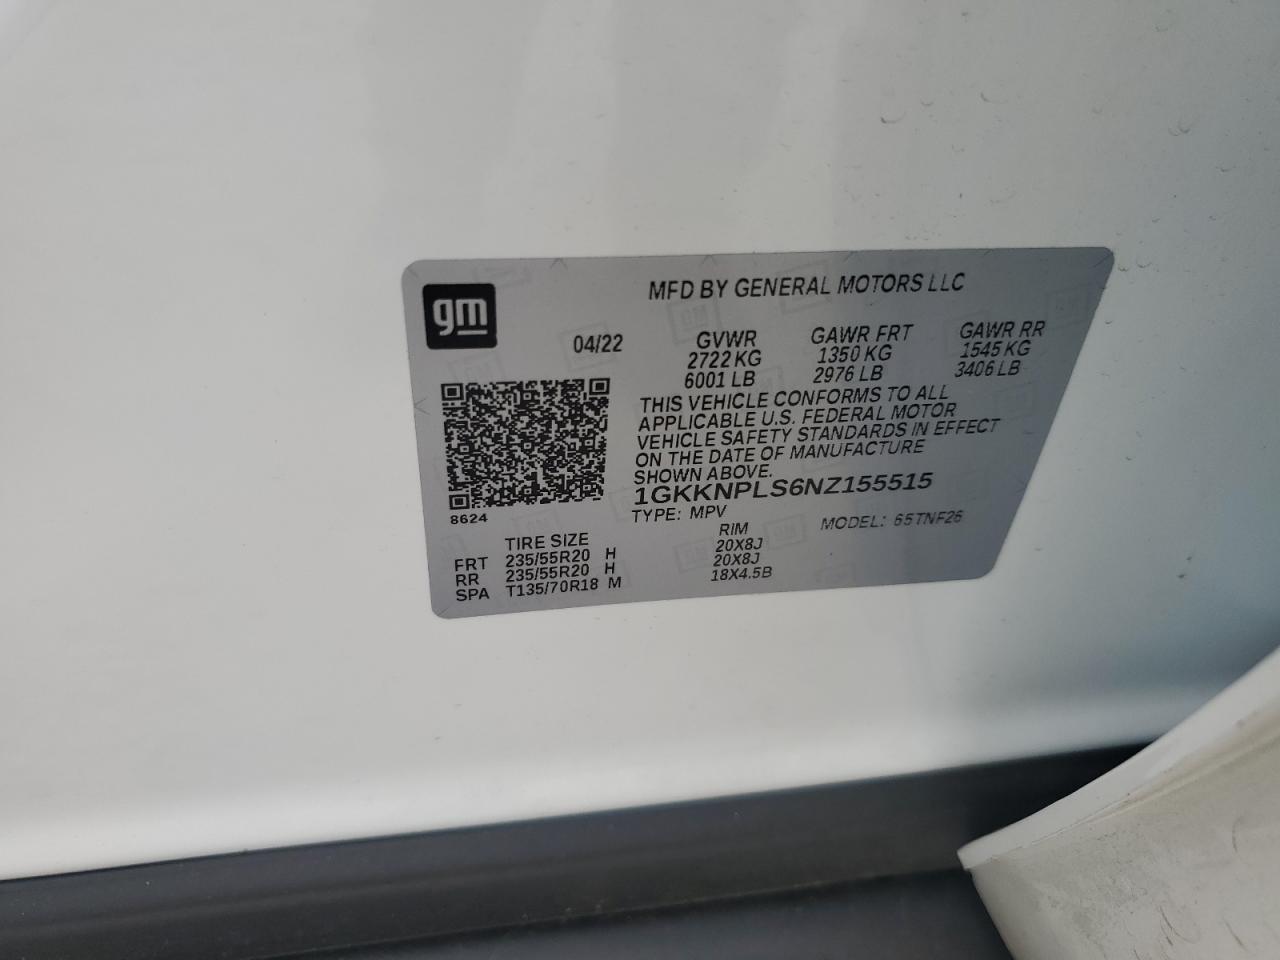 gm
MFD BY GENERAL MOTORS LLC
04/22
GVWR GAWR FRT GAWR RR
2722 KG 1350 KG 1545 KG
6001 LB 2976 LB 3406 LB
THIS VEHICLE CONFORMS TO ALL
APPLICABLE U.S. FEDERAL MOTOR
VEHICLE SAFETY STANDARDS IN EFFECT
ON THE DATE OF MANUFACTURE
SHOWN ABOVE.
1GKKNPLS6NZ155515
8624
TYPE: MPV MODEL: 65TNF26
TIRE SIZE RIM
FRT 235/55R20 H 20X8J
RR 235/55R20 H 20X8J
SPA T135/70R18 M 18X4.5B